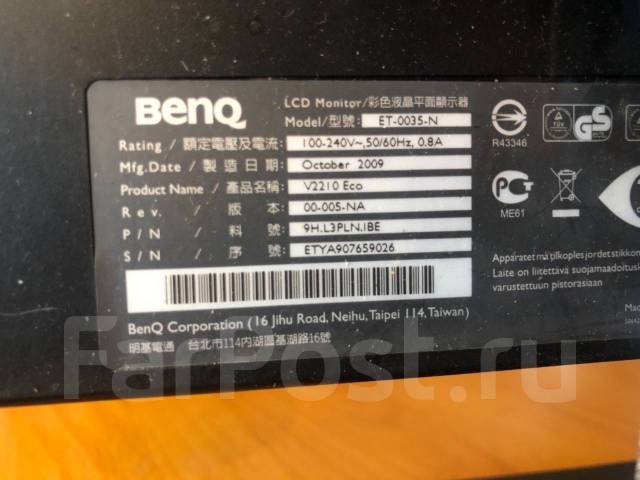 BenQ
LCD Monitor/彩色液晶平面顯示器
Model/型號: ET-0035-N
Rating / 額定電壓及電流: 100-240V~,50/60Hz, 0.8A
Mfg.Date / 製造日期: October 2009
Product Name / 產品名稱: V2210 Eco
Rev. / 版本: 00-005-NA
P/N / 料號: 9H.L3PLN.IBE
S/N / 序號: ETYA907659026
BenQ Corporation (16 Jihu Road, Neihu, Taipei 114, Taiwan)
明基電通 台北市114內湖區基湖路16號
R43346
TÜV
GS
ME61
Apparatet må tilkoples jordet stikkon
Laite on liitettävä suojamaadoitus
varustettuun pistorasiaan
FarPost.ru